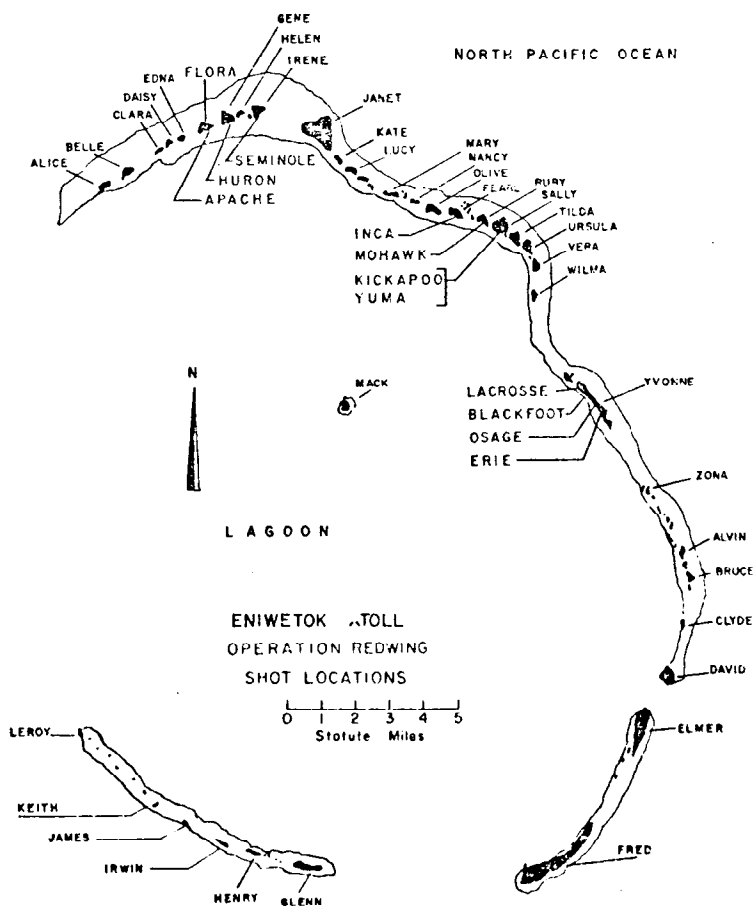 GENE
HELEN
IRENE
NORTH PACIFIC OCEAN
FLORA
EDNA
DAISY
CLARA
BELLE
ALICE
JANET
KATE
LUCY
SEMINOLE
HURON
APACHE
MARY
NANCY
OLIVE
PEARL
RUBY
SALLY
TILDA
URSULA
VERA
WILMA
INCA
MOHAWK
KICKAPOO
YUMA
N
MACK
YVONNE
LACROSSE
BLACKFOOT
OSAGE
ERIE
ZONA
LAGOON
ALVIN
BRUCE
CLYDE
DAVID
ENIWETOK ATOLL
OPERATION REDWING
SHOT LOCATIONS
0 1 2 3 4 5
Statute Miles
ELMER
LEROY
KEITH
JAMES
IRWIN
HENRY
GLENN
FRED